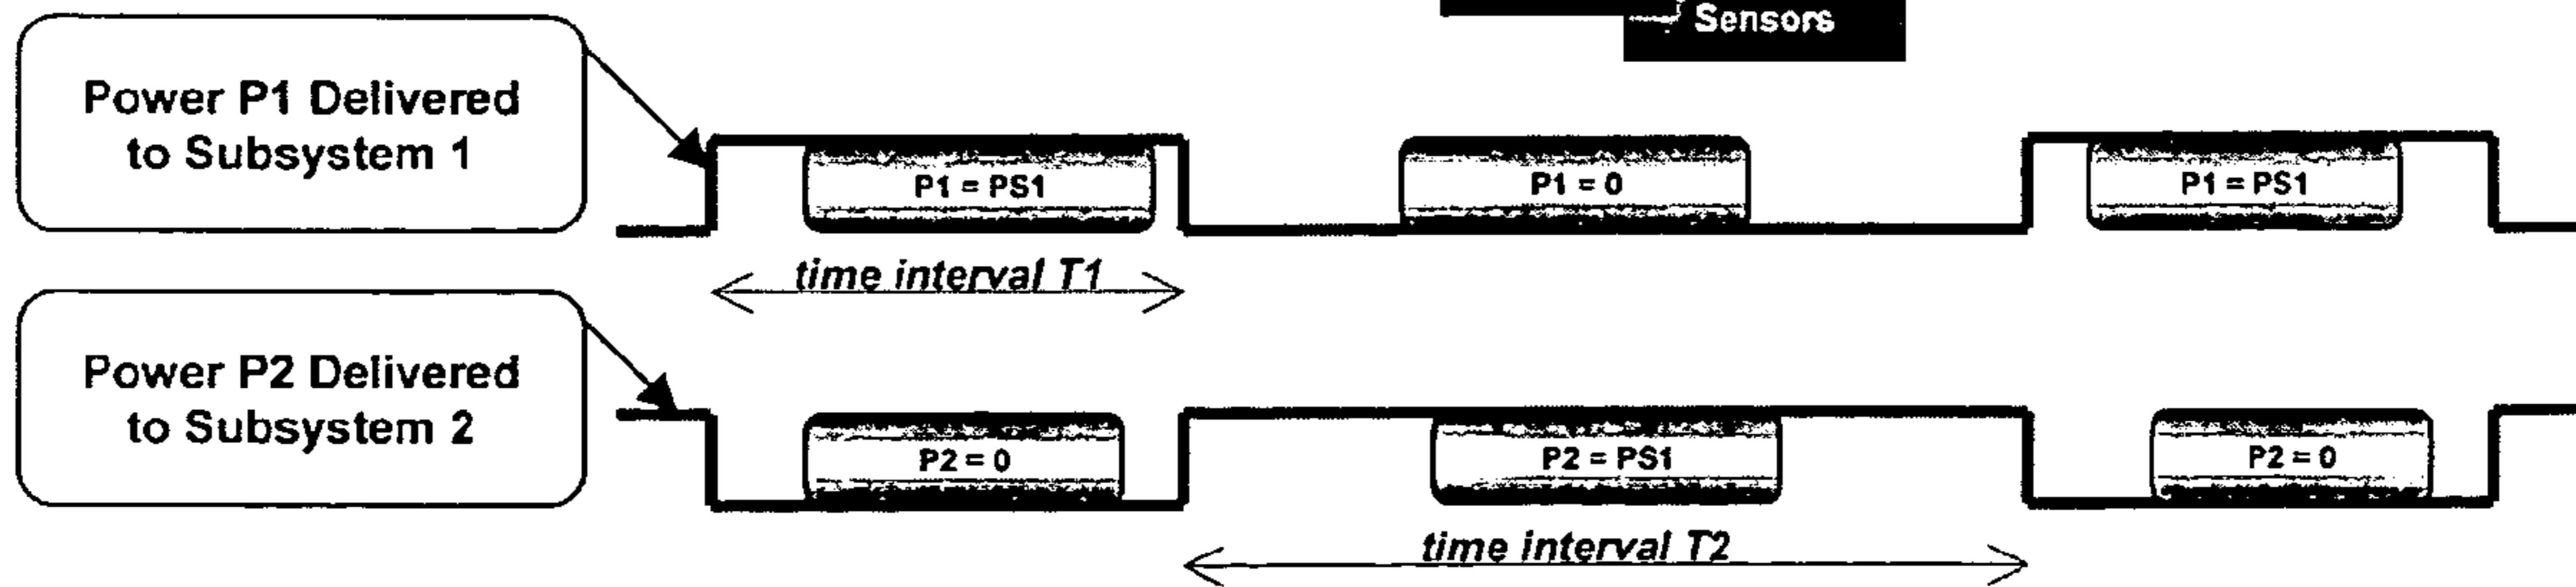 Sensors
Power P1 Delivered
to Subsystem 1
P1 = PS1
P1 = 0
P1 = PS1
time interval T1
Power P2 Delivered
to Subsystem 2
P2 = 0
P2 = PS1
P2 = 0
time interval T2